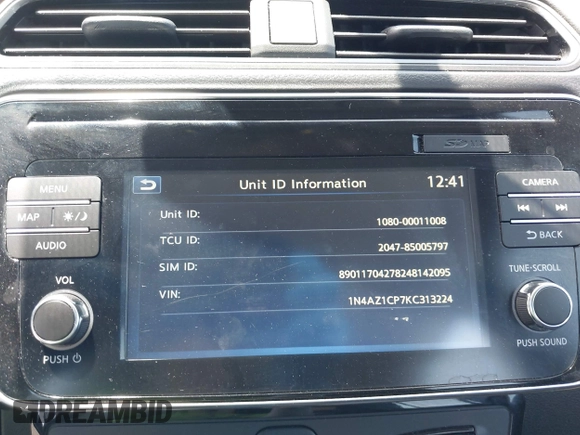 SD
Unit ID Information 12:41
MENU
CAMERA
MAP
Unit ID: 1080-00011008
TCU ID: 2047-85005797
AUDIO
BACK
SIM ID: 89011704278248142095
VIN: 1N4AZ1CP7KC313224
VOL
TUNE·SCROLL
PUSH
PUSH SOUND
DREAMBID